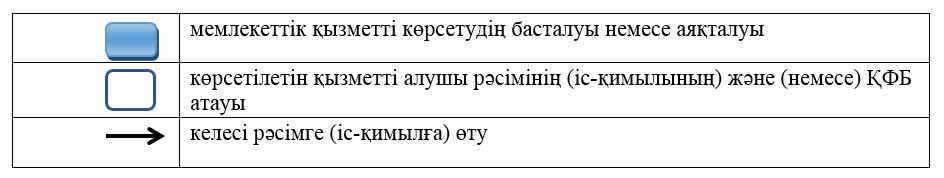 мемлекеттік қызметті көрсетудің басталуы немесе аяқталуы
көрсетілетін қызметті алушы рәсімінің (іс-қимылының) және (немесе) ҚФБ
атауы
келесі рәсімге (іс-қимылға) өту